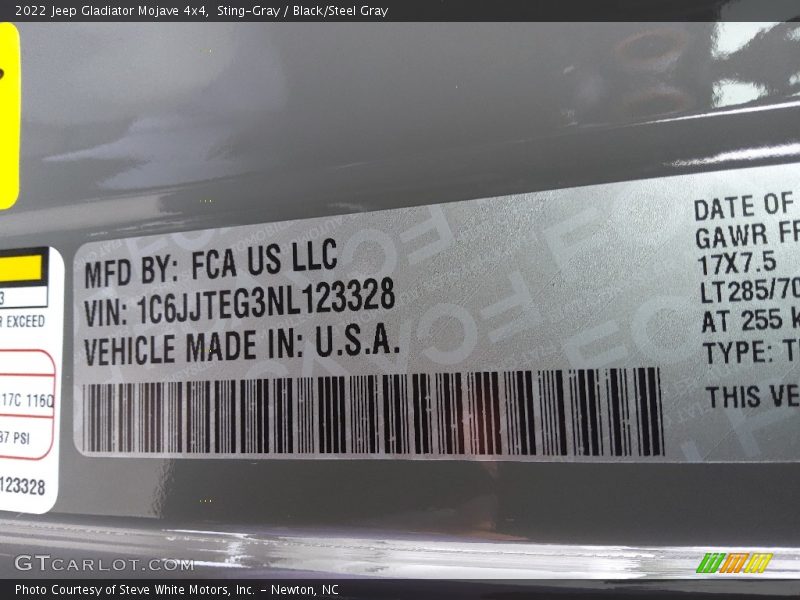 2022 Jeep Gladiator Mojave 4x4, Sting-Gray / Black/Steel Gray
MFD BY: FCA US LLC
VIN: 1C6JJTEG3NL123328
VEHICLE MADE IN: U.S.A.
DATE OF
GAWR
17X7.5
LT285/70
AT 255
TYPE:
THIS VE
3
R EXCEED
17C 116
37 PSI
123328
GTCARLOT.COM
Photo Courtesy of Steve White Motors, Inc. – Newton, NC